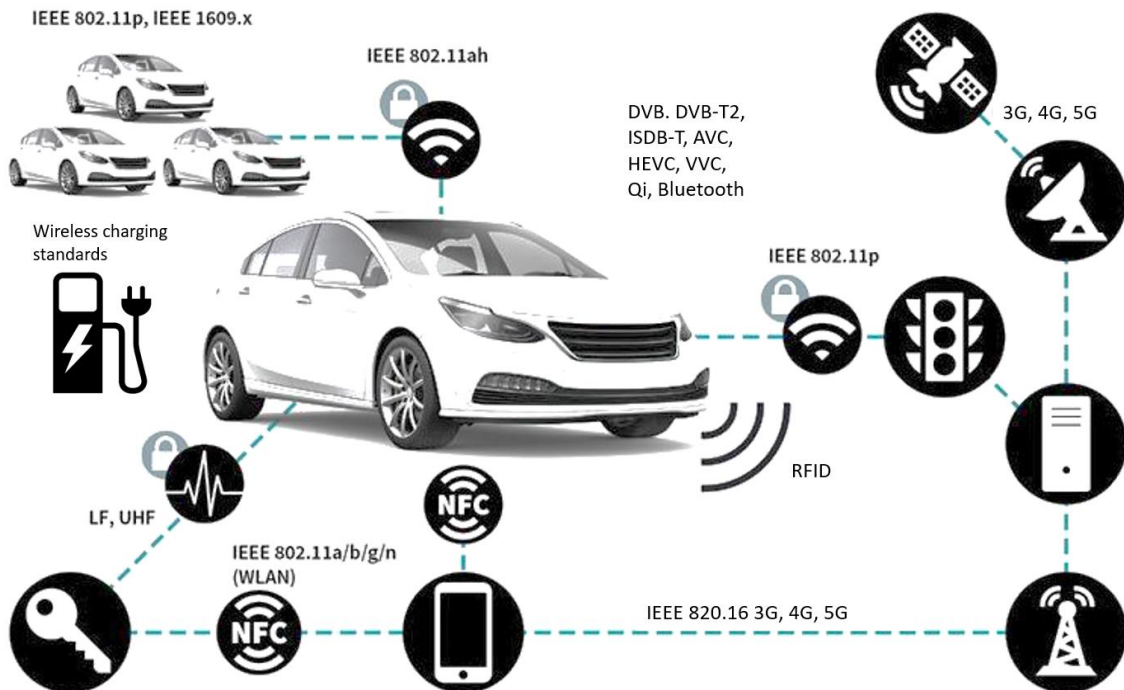 IEEE 802.11p, IEEE 1609.x
IEEE 802.11ah
DVB. DVB-T2,
ISDB-T, AVC,
HEVC, VVC,
Qi, Bluetooth
3G, 4G, 5G
Wireless charging
standards
IEEE 802.11p
RFID
LF, UHF
NFC
IEEE 802.11a/b/g/n
(WLAN)
NFC
IEEE 820.16 3G, 4G, 5G